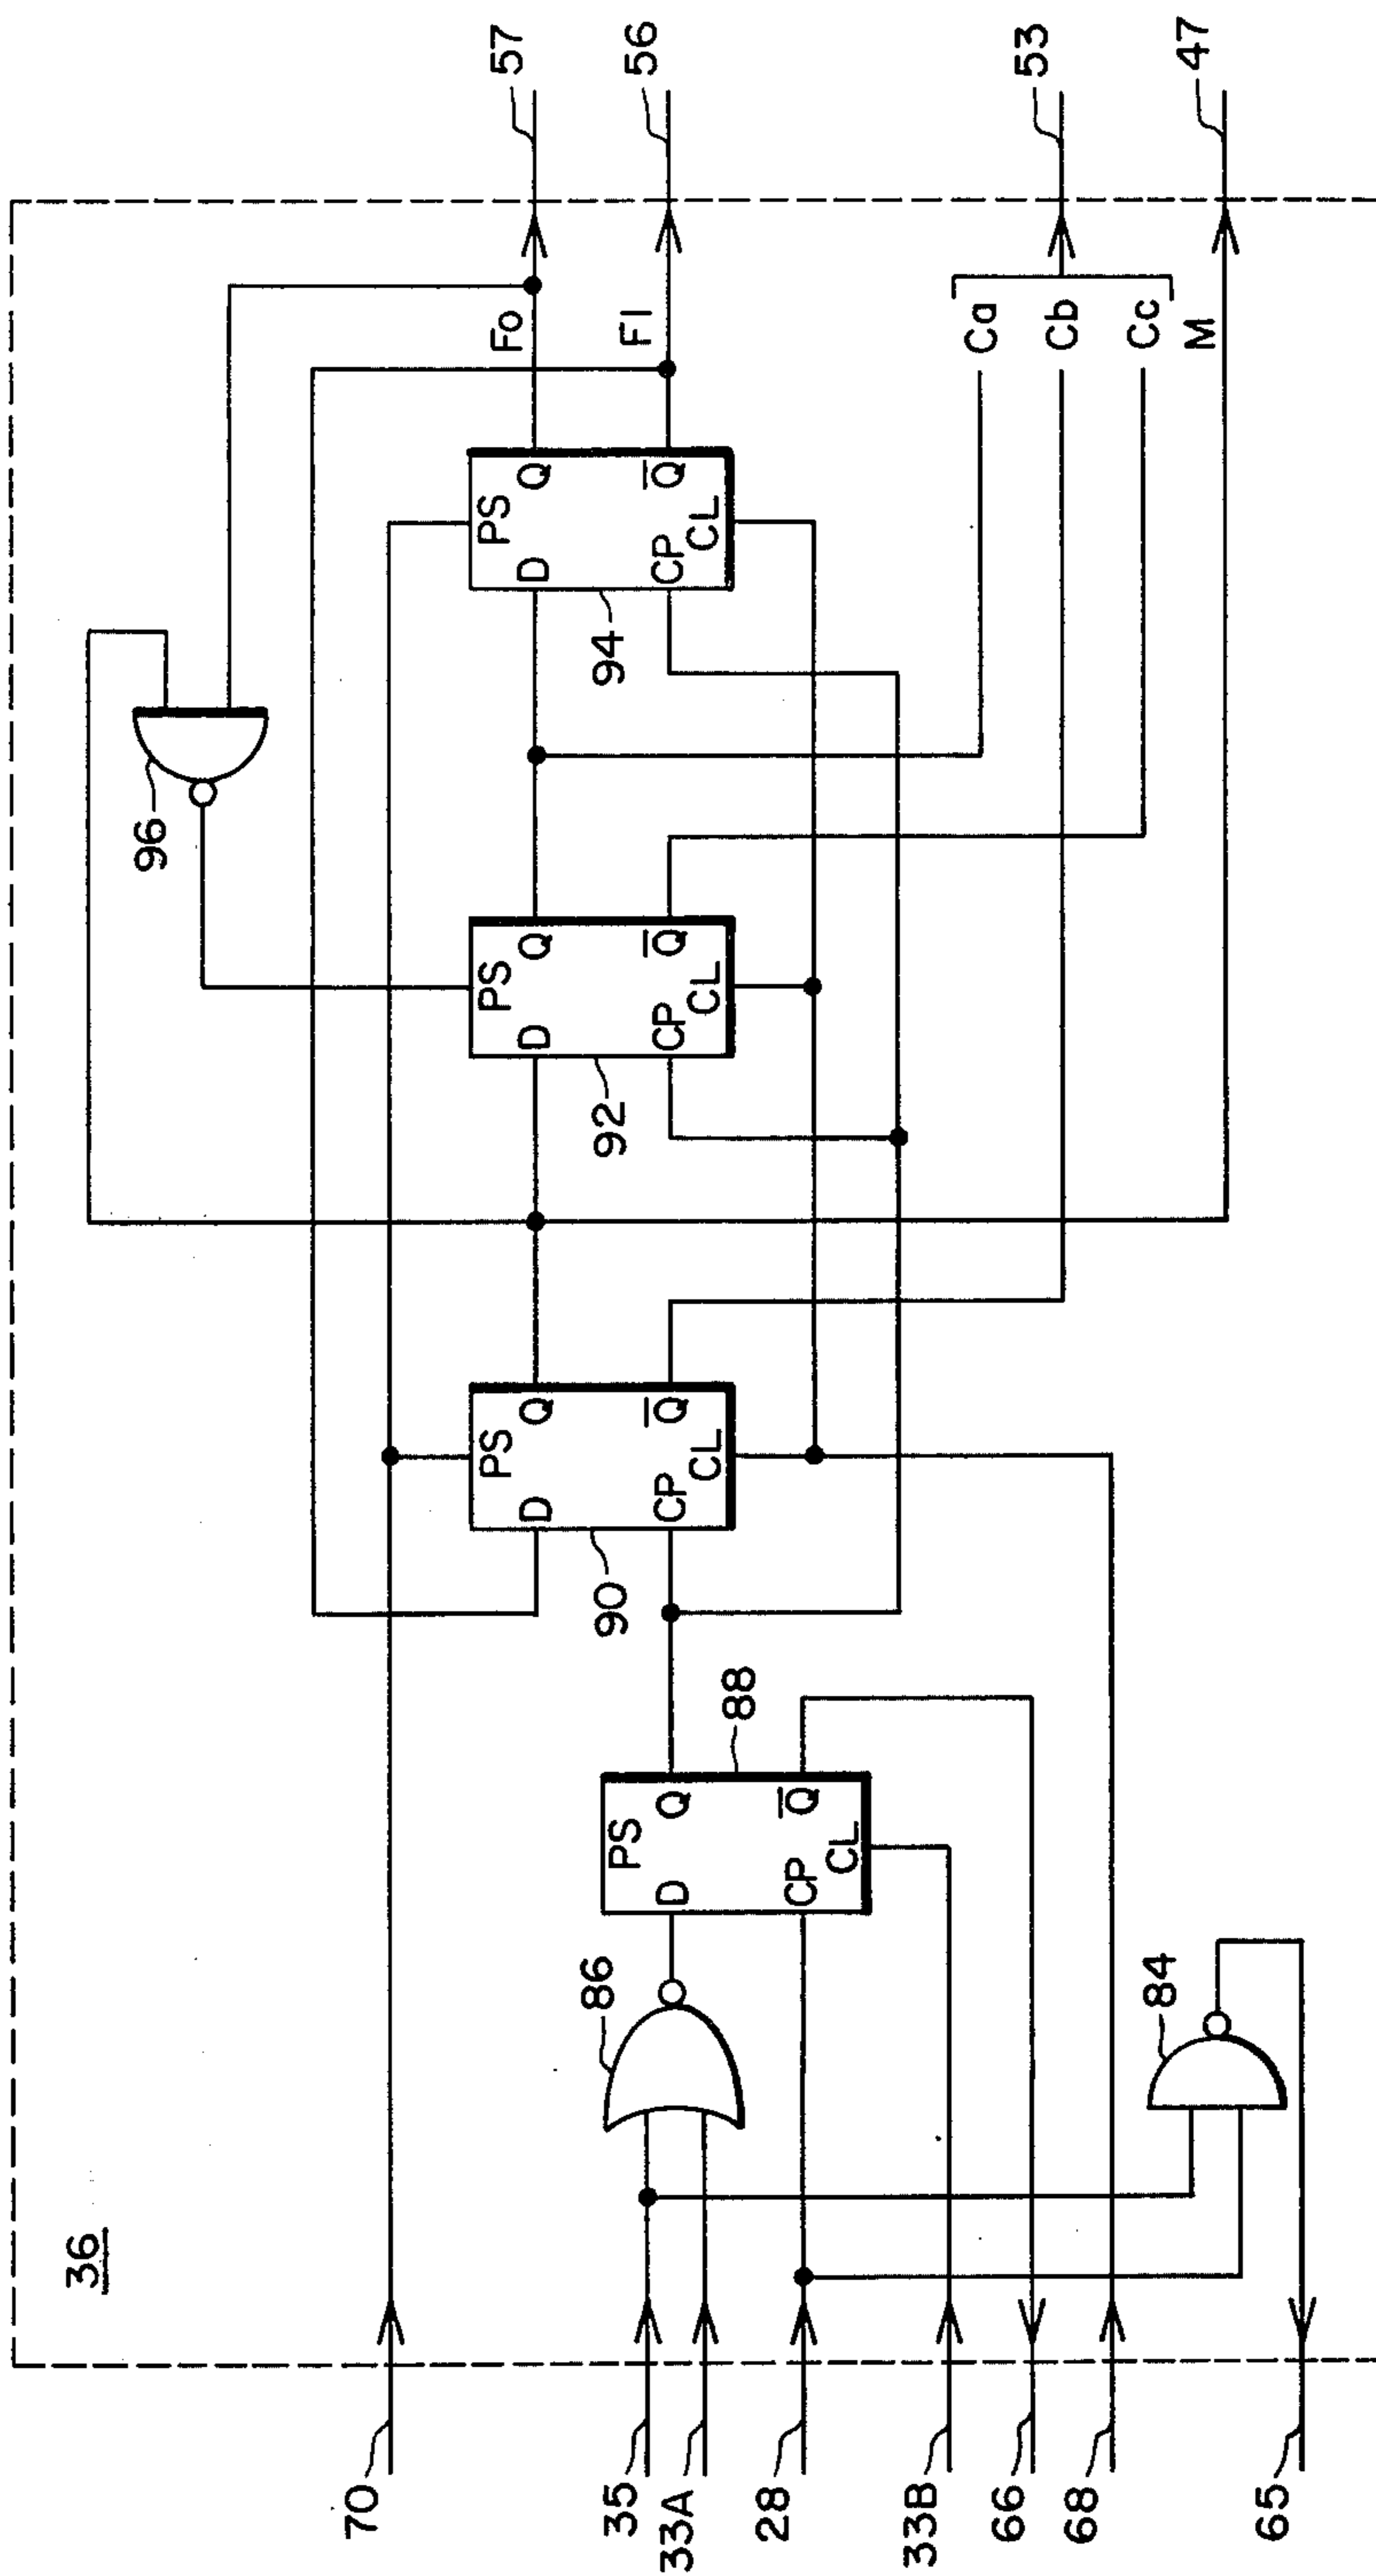 36
70
35
33A
28
33B
66
68
65
86
84
88
PS
D
Q
CP
Q̅
CL
90
PS
D
Q
CP
Q̅
CL
92
PS
D
Q
CP
Q̅
CL
96
94
PS
D
Q
CP
Q̅
CL
Fo
F1
Ca
Cb
Cc
M
57
56
53
47